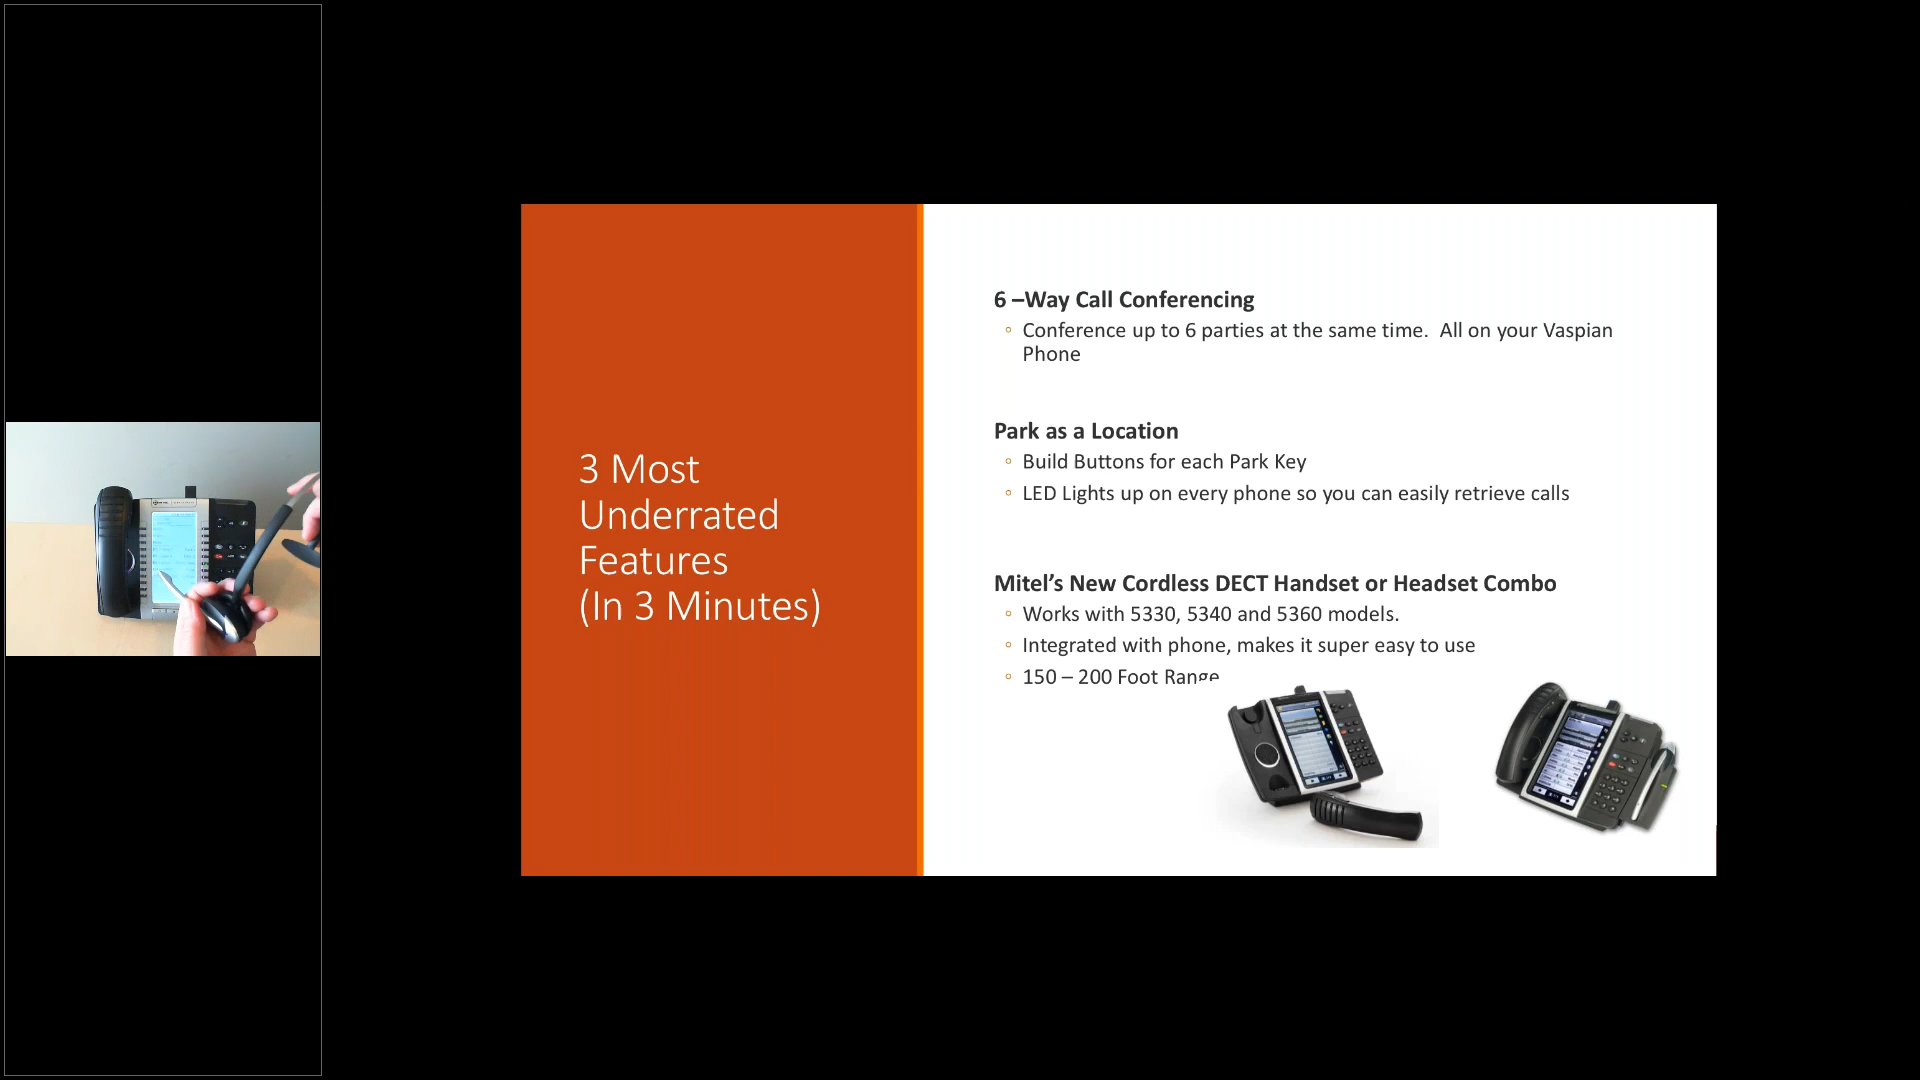 3 Most
Underrated
Features
(In 3 Minutes)
6 –Way Call Conferencing
Conference up to 6 parties at the same time.  All on your Vaspian
Phone
Park as a Location
Build Buttons for each Park Key
LED Lights up on every phone so you can easily retrieve calls
Mitel’s New Cordless DECT Handset or Headset Combo
Works with 5330, 5340 and 5360 models.
Integrated with phone, makes it super easy to use
150 – 200 Foot Range